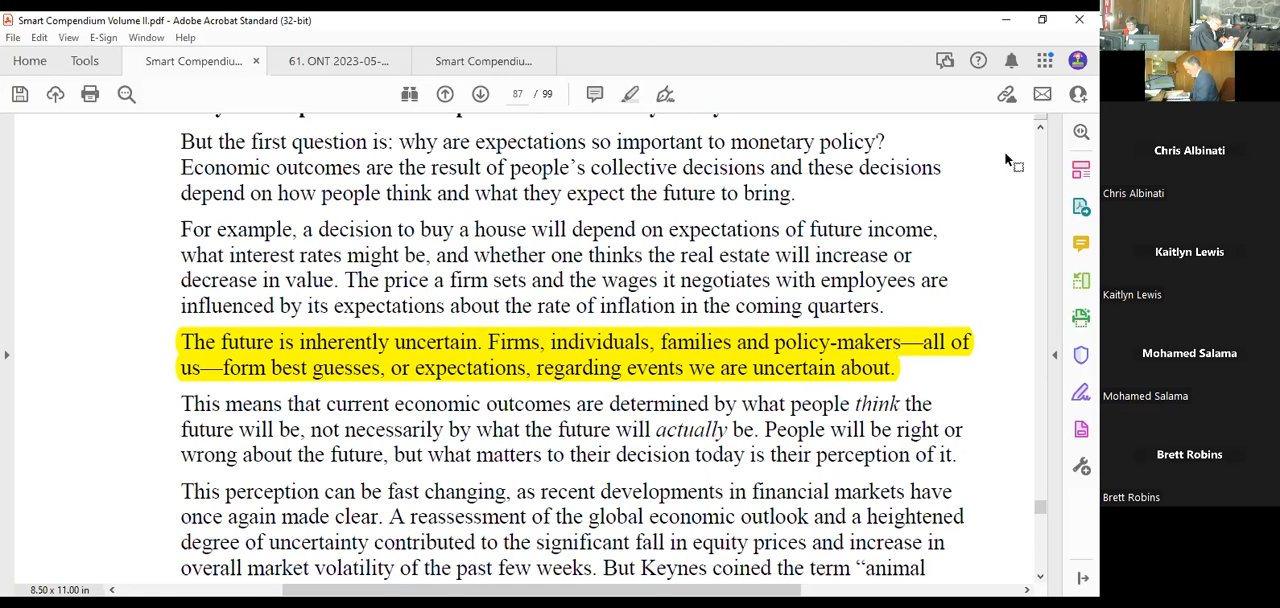 Smart Compendium Volume II.pdf - Adobe Acrobat Standard (32-bit)
File Edit View E-Sign Window Help
Home Tools Smart Compendiu... × 61. ONT 2023-05-... Smart Compendiu...
87 / 99
But the first question is: why are expectations so important to monetary policy?
Economic outcomes are the result of people’s collective decisions and these decisions
depend on how people think and what they expect the future to bring.
For example, a decision to buy a house will depend on expectations of future income,
what interest rates might be, and whether one thinks the real estate will increase or
decrease in value. The price a firm sets and the wages it negotiates with employees are
influenced by its expectations about the rate of inflation in the coming quarters.
The future is inherently uncertain. Firms, individuals, families and policy-makers—all of
us—form best guesses, or expectations, regarding events we are uncertain about.
This means that current economic outcomes are determined by what people think the
future will be, not necessarily by what the future will actually be. People will be right or
wrong about the future, but what matters to their decision today is their perception of it.
This perception can be fast changing, as recent developments in financial markets have
once again made clear. A reassessment of the global economic outlook and a heightened
degree of uncertainty contributed to the significant fall in equity prices and increase in
overall market volatility of the past few weeks. But Keynes coined the term “animal
8.50 x 11.00 in
Chris Albinati
Chris Albinati
Kaitlyn Lewis
Kaitlyn Lewis
Mohamed Salama
Mohamed Salama
Brett Robins
Brett Robins